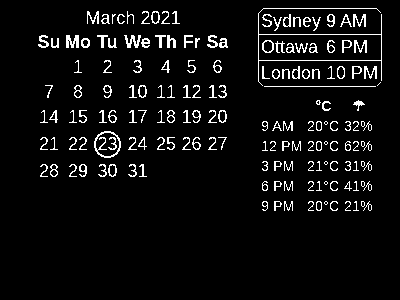 March 2021
Su Mo Tu We Th Fr Sa
1 2 3 4 5 6
7 8 9 10 11 12 13
14 15 16 17 18 19 20
21 22 23 24 25 26 27
28 29 30 31
Sydney 9 AM
Ottawa 6 PM
London 10 PM
°C ☂
9 AM 20°C 32%
12 PM 20°C 62%
3 PM 21°C 31%
6 PM 21°C 41%
9 PM 20°C 21%